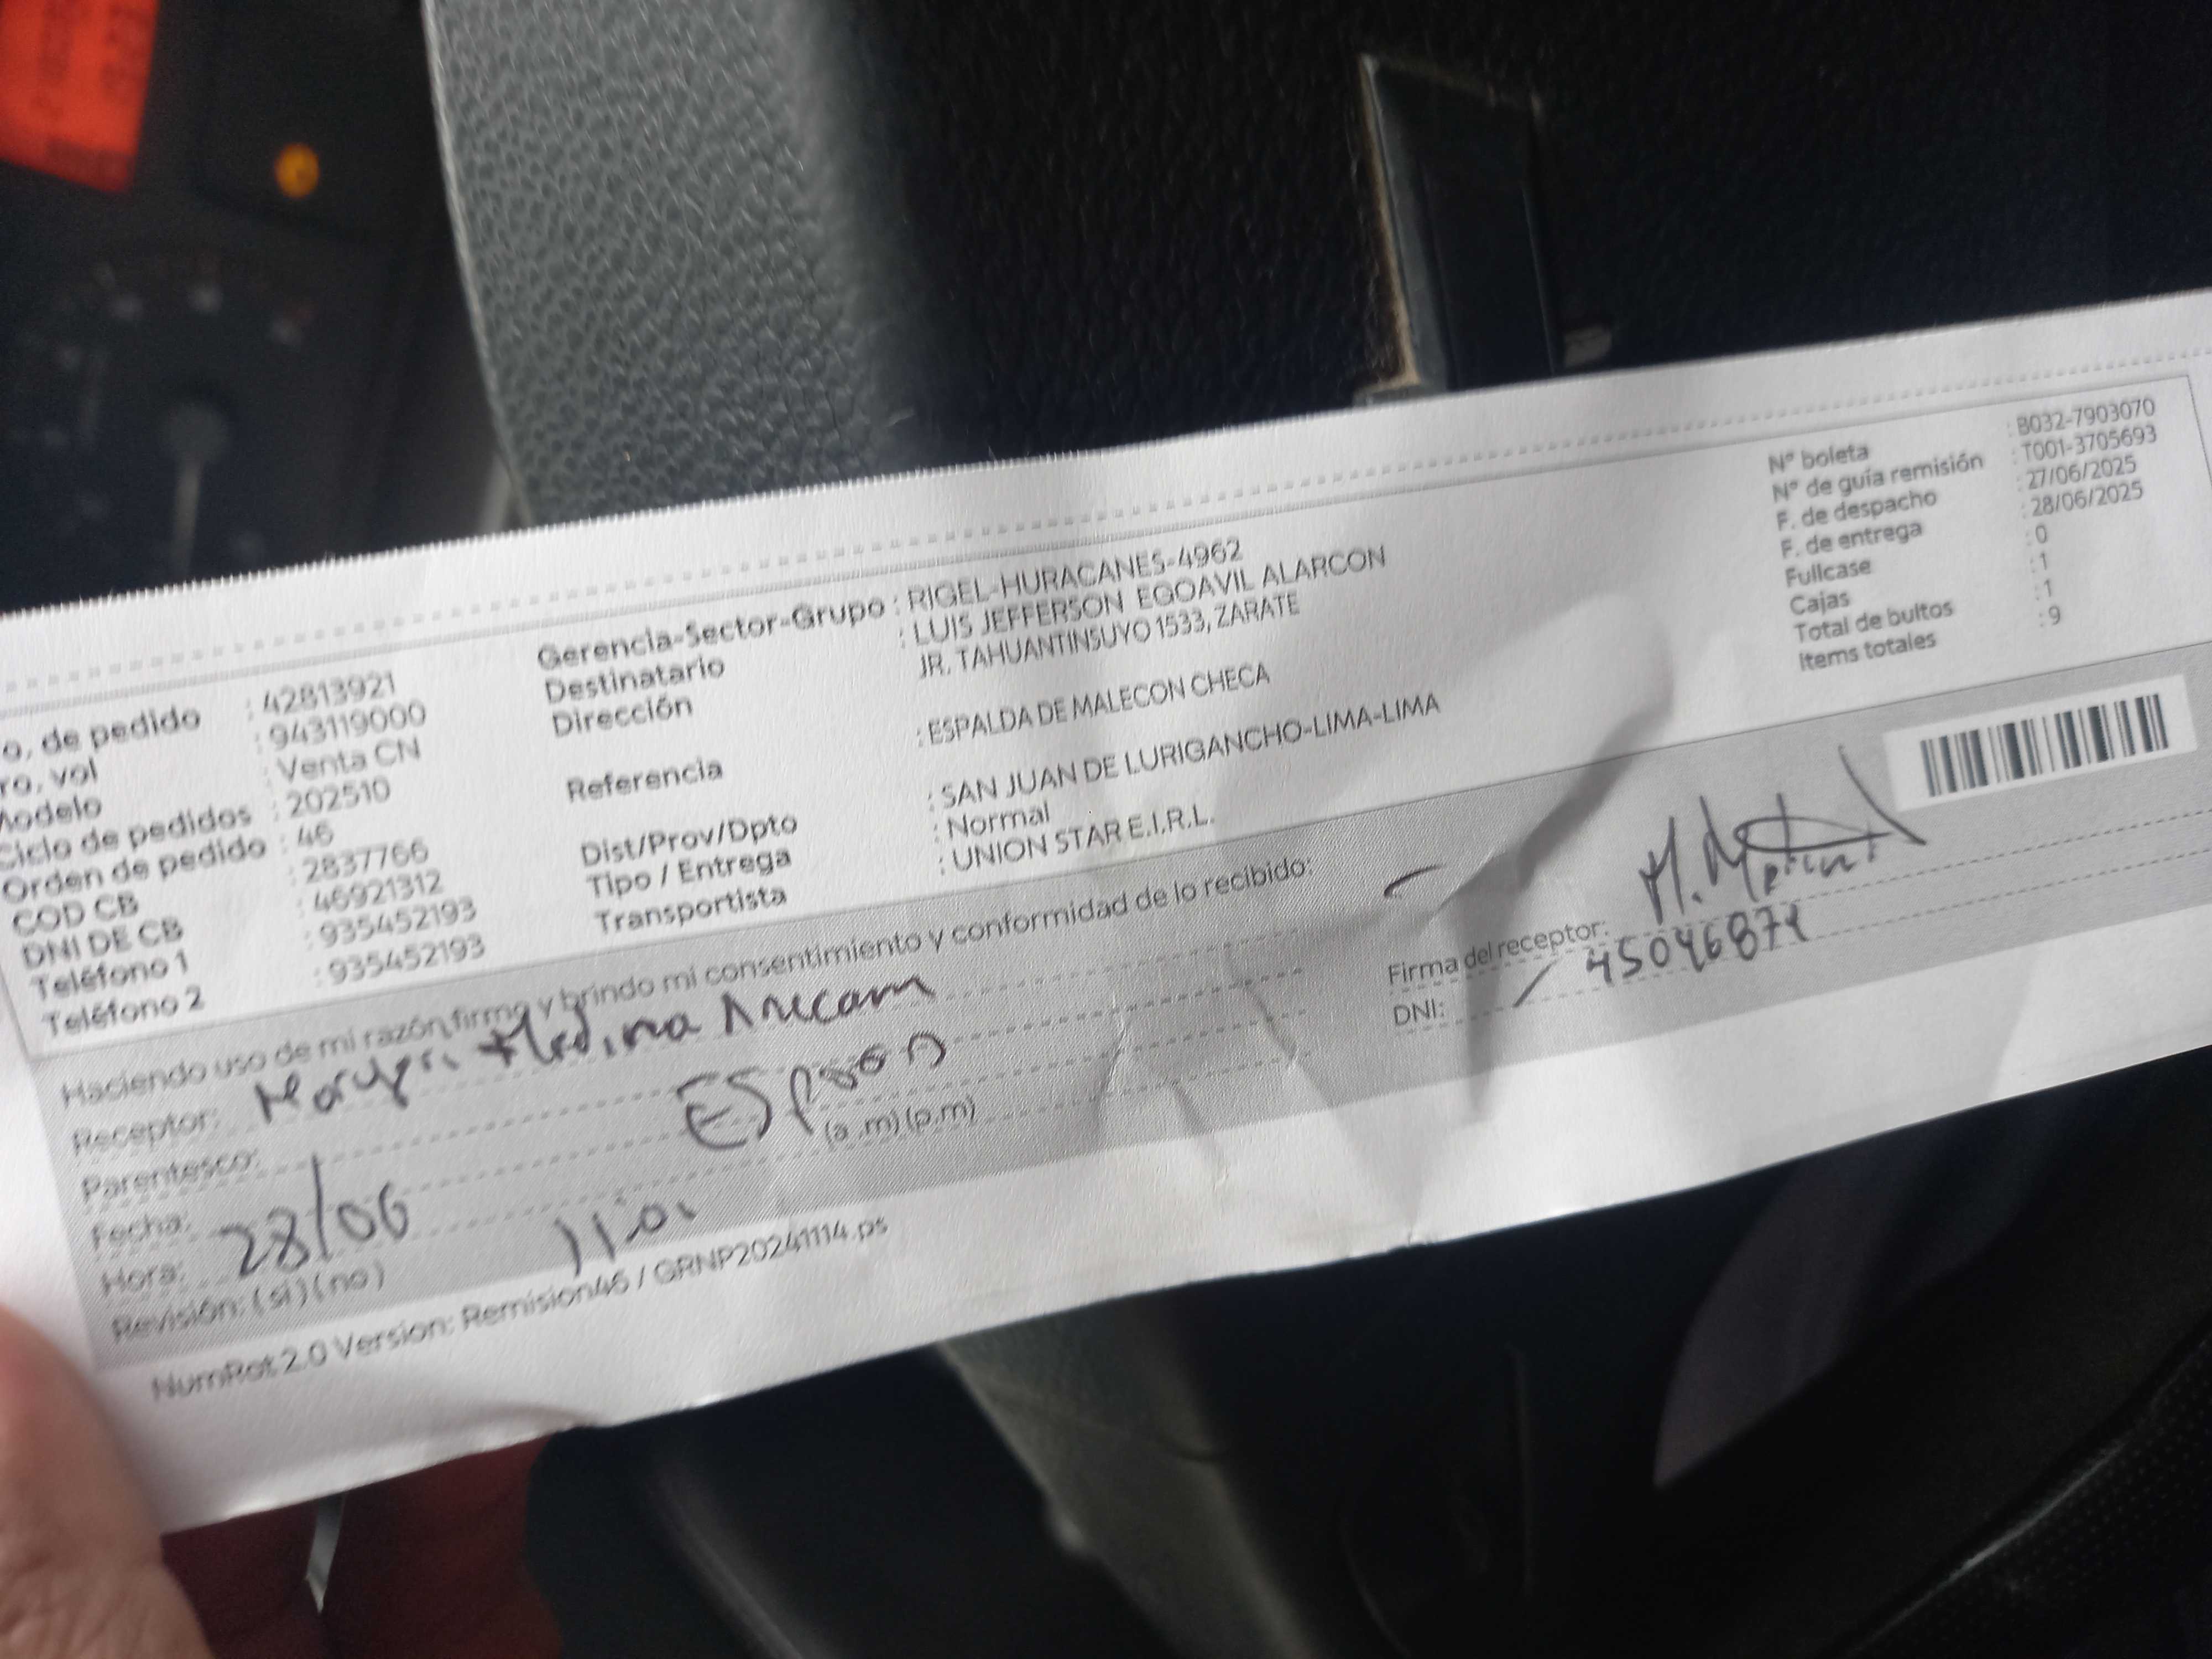 o, de pedido : 42813921
ro, vol : 943119000
Modelo : Venta CN
Ciclo de pedidos : 202510
Orden de pedido : 46
COD CB : 2837766
DNI DE CB : 46921312
Teléfono 1 : 935452193
Teléfono 2 : 935452193
Gerencia-Sector-Grupo : RIGEL-HURACANES-4962
Destinatario : LUIS JEFFERSON EGOAVIL ALARCON
Dirección JR. TAHUANTINSUYO 1533, ZARATE
Referencia : ESPALDA DE MALECON CHECA
Dist/Prov/Dpto : SAN JUAN DE LURIGANCHO-LIMA-LIMA
Tipo / Entrega : Normal
Transportista : UNION STAR E.I.R.L.
N° boleta : B032-7903070
N° de guía remisión : T001-3705693
F. de despacho : 27/06/2025
F. de entrega : 28/06/2025
Fullcase : 0
Cajas : 1
Total de bultos : 1
Items totales : 9
Haciendo uso de mi razón, firmo y brindo mi consentimiento y conformidad de lo recibido:
Receptor: Medina
Parentesco: Esposa
Fecha: 28/06
Hora: (a .m) (p.m)
Revisión: (si) (no)
Firma del receptor: M. Medina
DNI: 45046874
NumRot 2.0 Version: Remision46 / GRNP20241114.ps